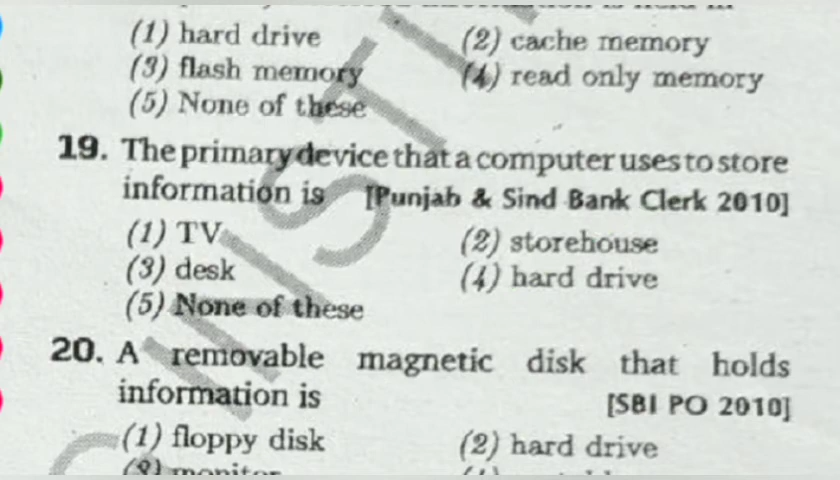 (1) hard drive (2) cache memory
(3) flash memory (4) read only memory
(5) None of these
19. The primary device that a computer uses to store
information is [Punjab & Sind Bank Clerk 2010]
(1) TV (2) storehouse
(3) desk (4) hard drive
(5) None of these
20. A removable magnetic disk that holds
information is [SBI PO 2010]
(1) floppy disk (2) hard drive
(3) monitor